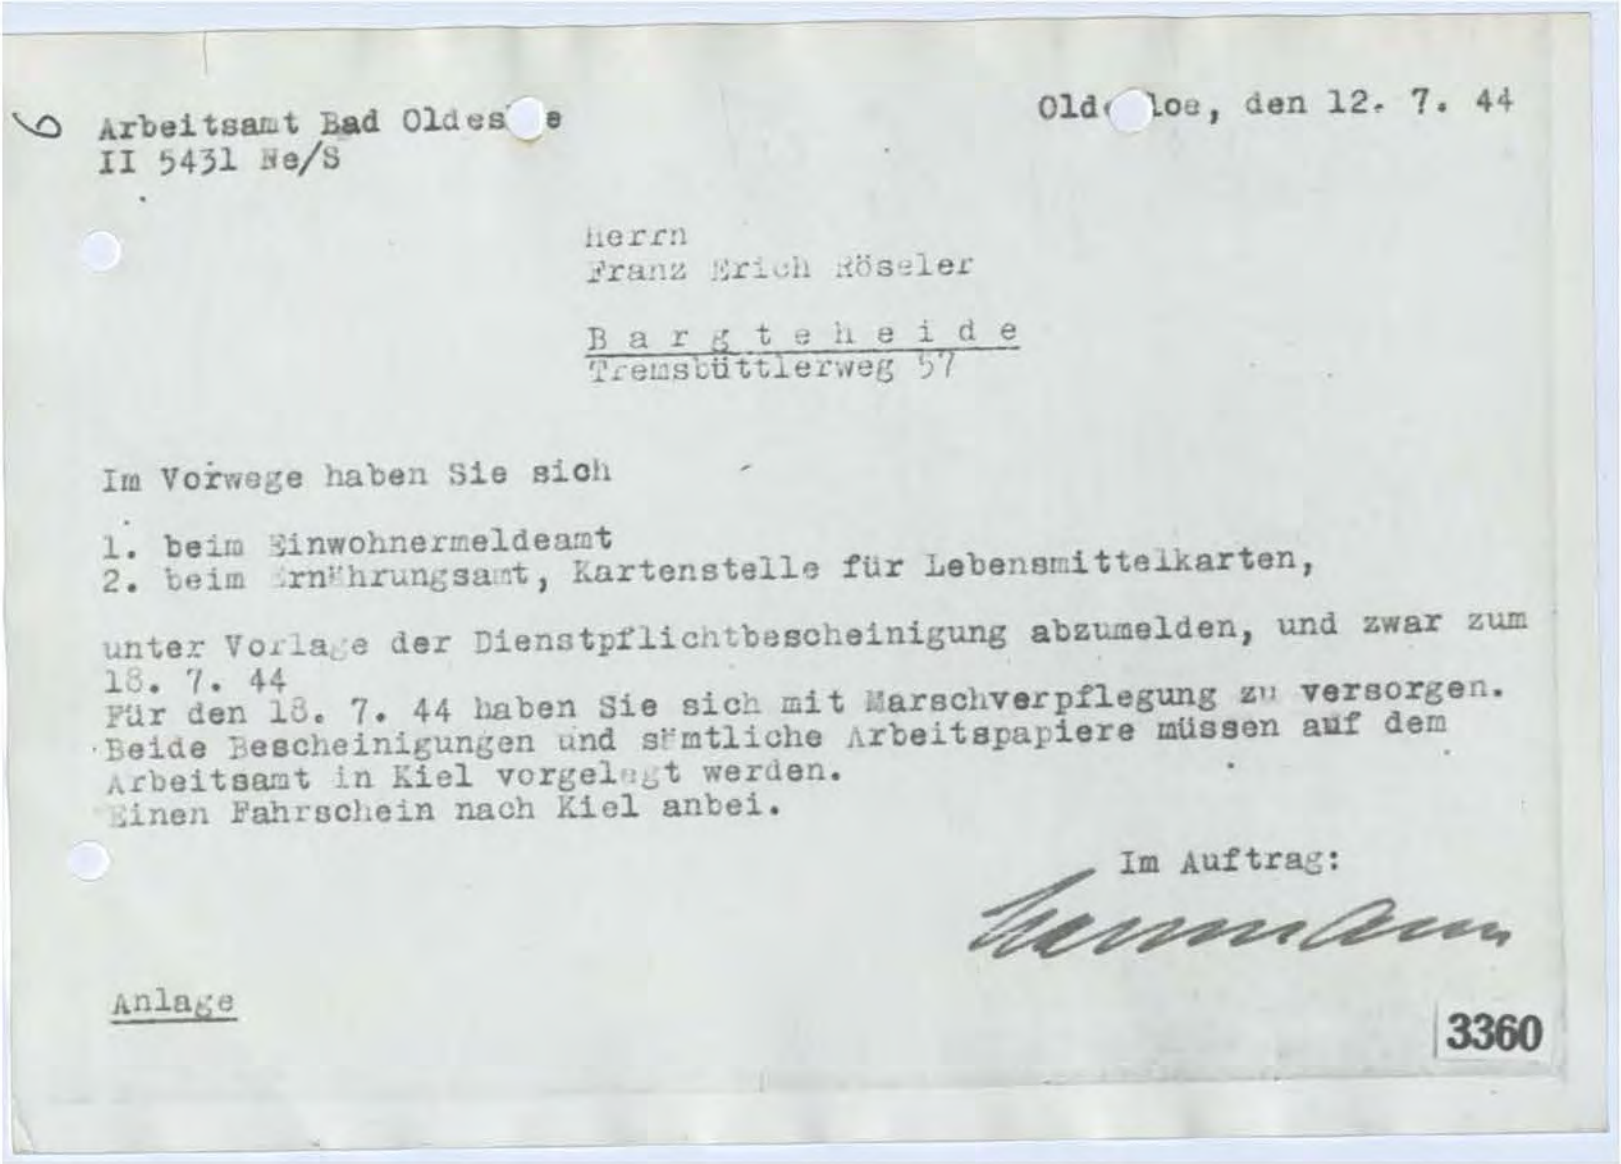 6
Arbeitsamt Bad Oldes e
II 5431 Ne/S
Old loe, den 12. 7. 44
Herrn
Franz Erich Röseler
Bargteheide
Tremsbüttlerweg 57
Im Vorwege haben Sie sich
1. beim Einwohnermeldeamt
2. beim Ernährungsamt, Kartenstelle für Lebensmittelkarten,
unter Vorlage der Dienstpflichtbescheinigung abzumelden, und zwar zum
18. 7. 44
Für den 18. 7. 44 haben Sie sich mit Marschverpflegung zu versorgen.
Beide Bescheinigungen und sämtliche Arbeitspapiere müssen auf dem
Arbeitsamt in Kiel vorgelegt werden.
Einen Fahrschein nach Kiel anbei.
Im Auftrag:
Anlage
3360